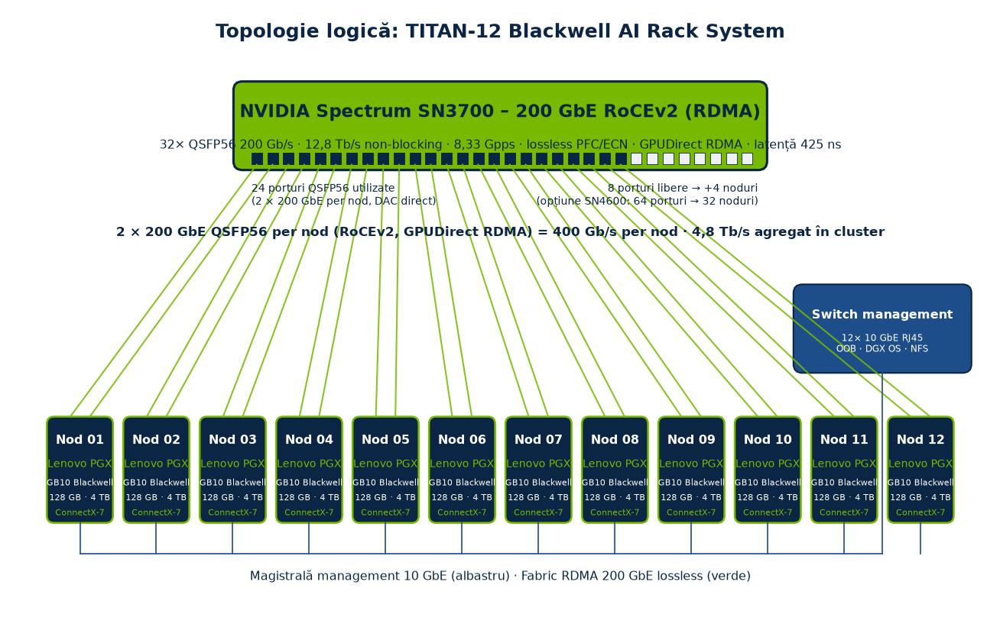 Topologie logică: TITAN-12 Blackwell AI Rack System
NVIDIA Spectrum SN3700 – 200 GbE RoCEv2 (RDMA)
32× QSFP56 200 Gb/s · 12,8 Tb/s non-blocking · 8,33 Gpps · lossless PFC/ECN · GPUDirect RDMA · latență 425 ns
24 porturi QSFP56 utilizate
(2 × 200 GbE per nod, DAC direct)
8 porturi libere → +4 noduri
(opțiune SN4600: 64 porturi → 32 noduri)
2 × 200 GbE QSFP56 per nod (RoCEv2, GPUDirect RDMA) = 400 Gb/s per nod · 4,8 Tb/s agregat în cluster
Switch management
12× 10 GbE RJ45
OOB · DGX OS · NFS
Nod 01
Lenovo PGX
GB10 Blackwell
128 GB · 4 TB
ConnectX-7
Nod 02
Lenovo PGX
GB10 Blackwell
128 GB · 4 TB
ConnectX-7
Nod 03
Lenovo PGX
GB10 Blackwell
128 GB · 4 TB
ConnectX-7
Nod 04
Lenovo PGX
GB10 Blackwell
128 GB · 4 TB
ConnectX-7
Nod 05
Lenovo PGX
GB10 Blackwell
128 GB · 4 TB
ConnectX-7
Nod 06
Lenovo PGX
GB10 Blackwell
128 GB · 4 TB
ConnectX-7
Nod 07
Lenovo PGX
GB10 Blackwell
128 GB · 4 TB
ConnectX-7
Nod 08
Lenovo PGX
GB10 Blackwell
128 GB · 4 TB
ConnectX-7
Nod 09
Lenovo PGX
GB10 Blackwell
128 GB · 4 TB
ConnectX-7
Nod 10
Lenovo PGX
GB10 Blackwell
128 GB · 4 TB
ConnectX-7
Nod 11
Lenovo PGX
GB10 Blackwell
128 GB · 4 TB
ConnectX-7
Nod 12
Lenovo PGX
GB10 Blackwell
128 GB · 4 TB
ConnectX-7
Magistrală management 10 GbE (albastru) · Fabric RDMA 200 GbE lossless (verde)